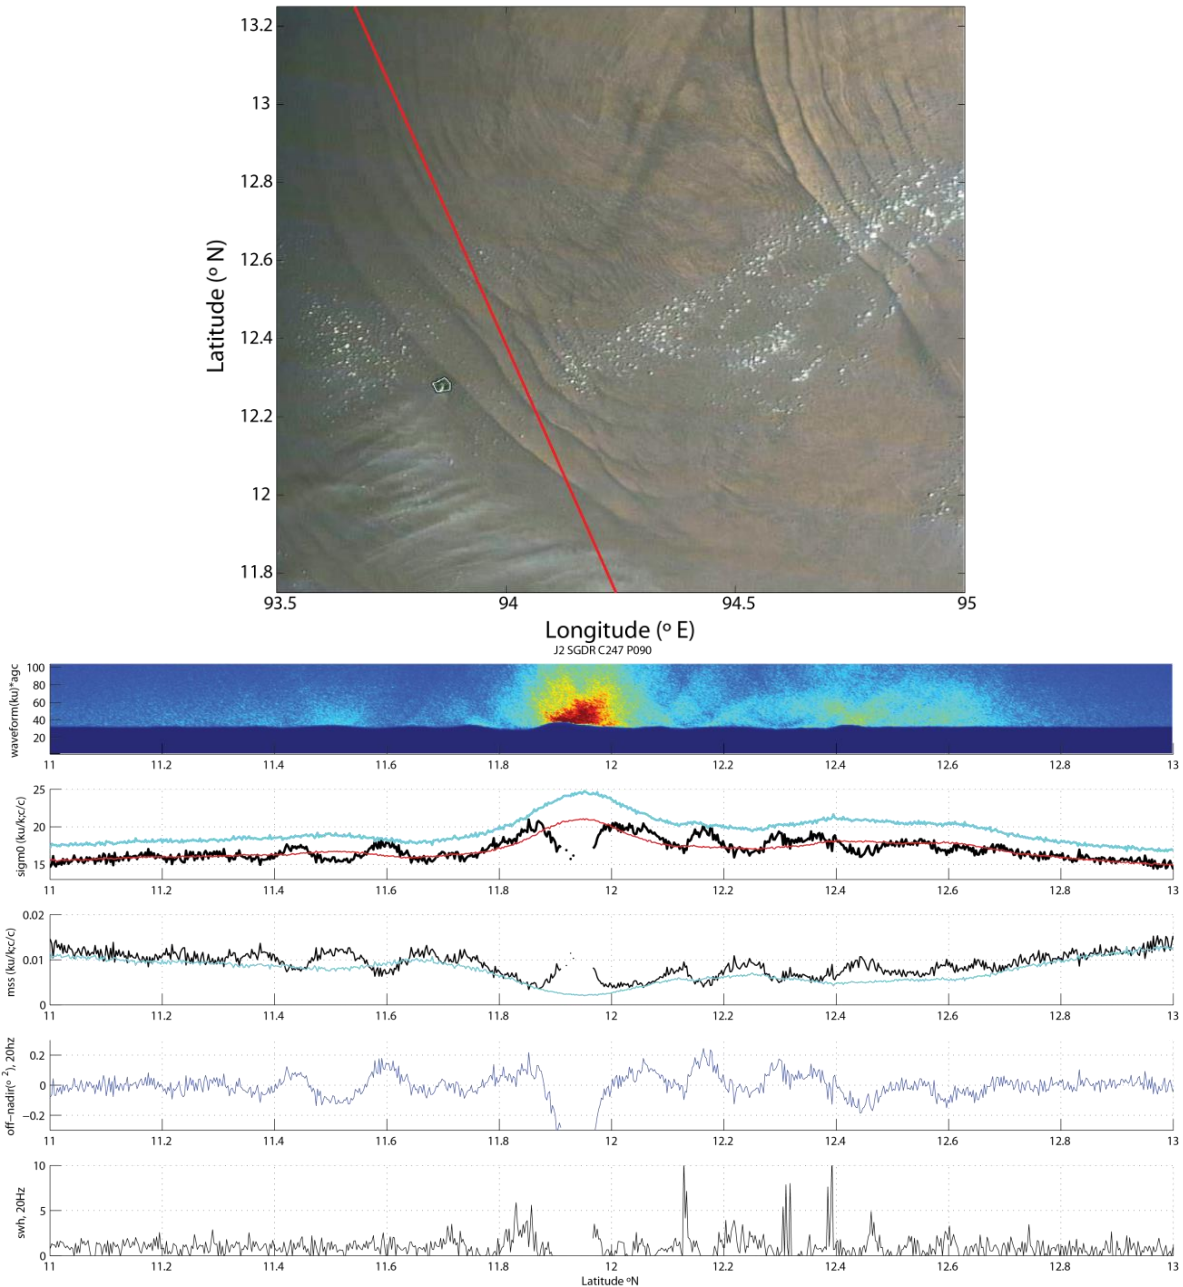 13.2
13
12.8
12.6
12.4
12.2
12
11.8
Latitude (º N)
93.5 94 94.5 95
Longitude (º E)
J2 SGDR C247 P090
waveform(ku)*agc
100
80
60
40
20
11 11.2 11.4 11.6 11.8 12 12.2 12.4 12.6 12.8 13
sigm0 (ku/k;c/c)
25
20
15
11 11.2 11.4 11.6 11.8 12 12.2 12.4 12.6 12.8 13
mss (ku/k;c/c)
0.02
0.01
0
11 11.2 11.4 11.6 11.8 12 12.2 12.4 12.6 12.8 13
off−nadir(º ²), 20hz
0.2
0
−0.2
11 11.2 11.4 11.6 11.8 12 12.2 12.4 12.6 12.8 13
swh, 20Hz
10
5
0
11 11.2 11.4 11.6 11.8 12 12.2 12.4 12.6 12.8 13
Latitude ºN